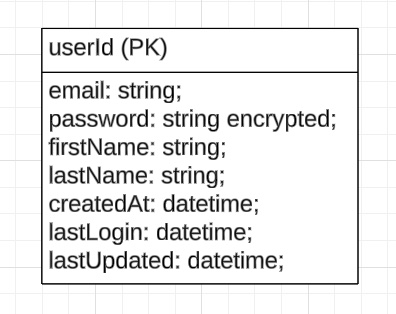 userId (PK)
email: string;
password: string encrypted;
firstName: string;
lastName: string;
createdAt: datetime;
lastLogin: datetime;
lastUpdated: datetime;